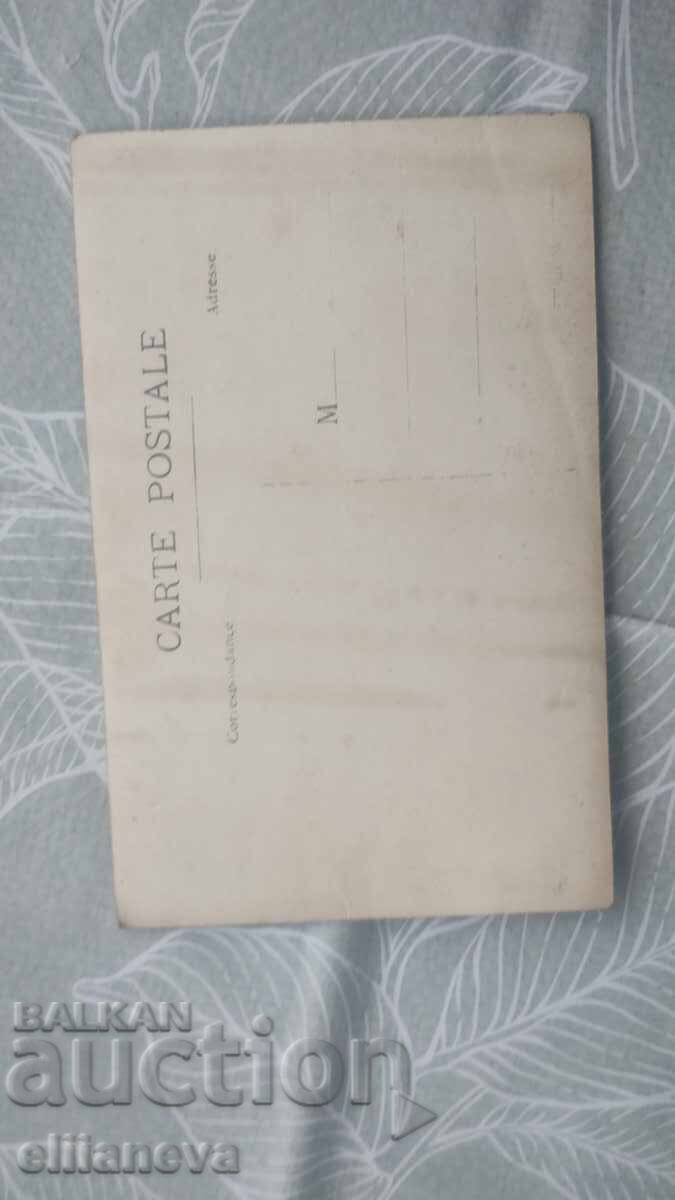 CARTE POSTALE
Correspondance
Adresse
M
BALKAN
auction
eliianeva